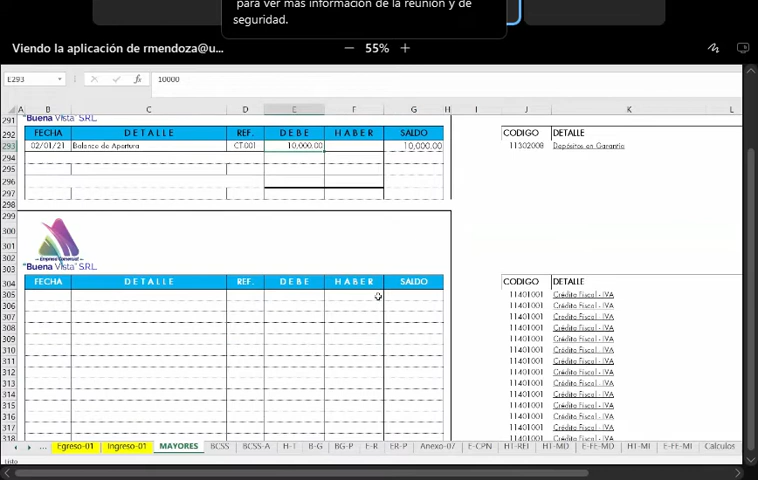 para ver más información de la reunión y de
seguridad.
Viendo la aplicación de rmendoza@u... — 55% +
E293 fx 10000
A B C D E F G H I J K L
291 "Buena Vista" S.R.L.
292 FECHA DETALLE REF. DEBE HABER SALDO CODIGO DETALLE
293 02/01/21 Balance de Apertura CT.001 10,000.00 10,000.00 11302008 Depósitos en Garantía
294
295
296
297
298
299
300
301
302 Empresa Comercial
303 "Buena Vista" S.R.L.
304 FECHA DETALLE REF. DEBE HABER SALDO CODIGO DETALLE
305 11401001 Crédito Fiscal - IVA
306 11401001 Crédito Fiscal - IVA
307 11401001 Crédito Fiscal - IVA
308 11401001 Crédito Fiscal - IVA
309 11401001 Crédito Fiscal - IVA
310 11401001 Crédito Fiscal - IVA
311 11401001 Crédito Fiscal - IVA
312 11401001 Crédito Fiscal - IVA
313 11401001 Crédito Fiscal - IVA
314 11401001 Crédito Fiscal - IVA
315 11401001 Crédito Fiscal - IVA
316 11401001 Crédito Fiscal - IVA
317 11401001 Crédito Fiscal - IVA
318 11401001 Crédito Fiscal - IVA
... Egreso-01 Ingreso-01 MAYORES BCSS BCSS-A H-T B-G BG-P E-R ER-P Anexo-07 E-CPN HT-REI HT-MD E-FE-MD HT-MI E-FE-MI Calculos
Listo